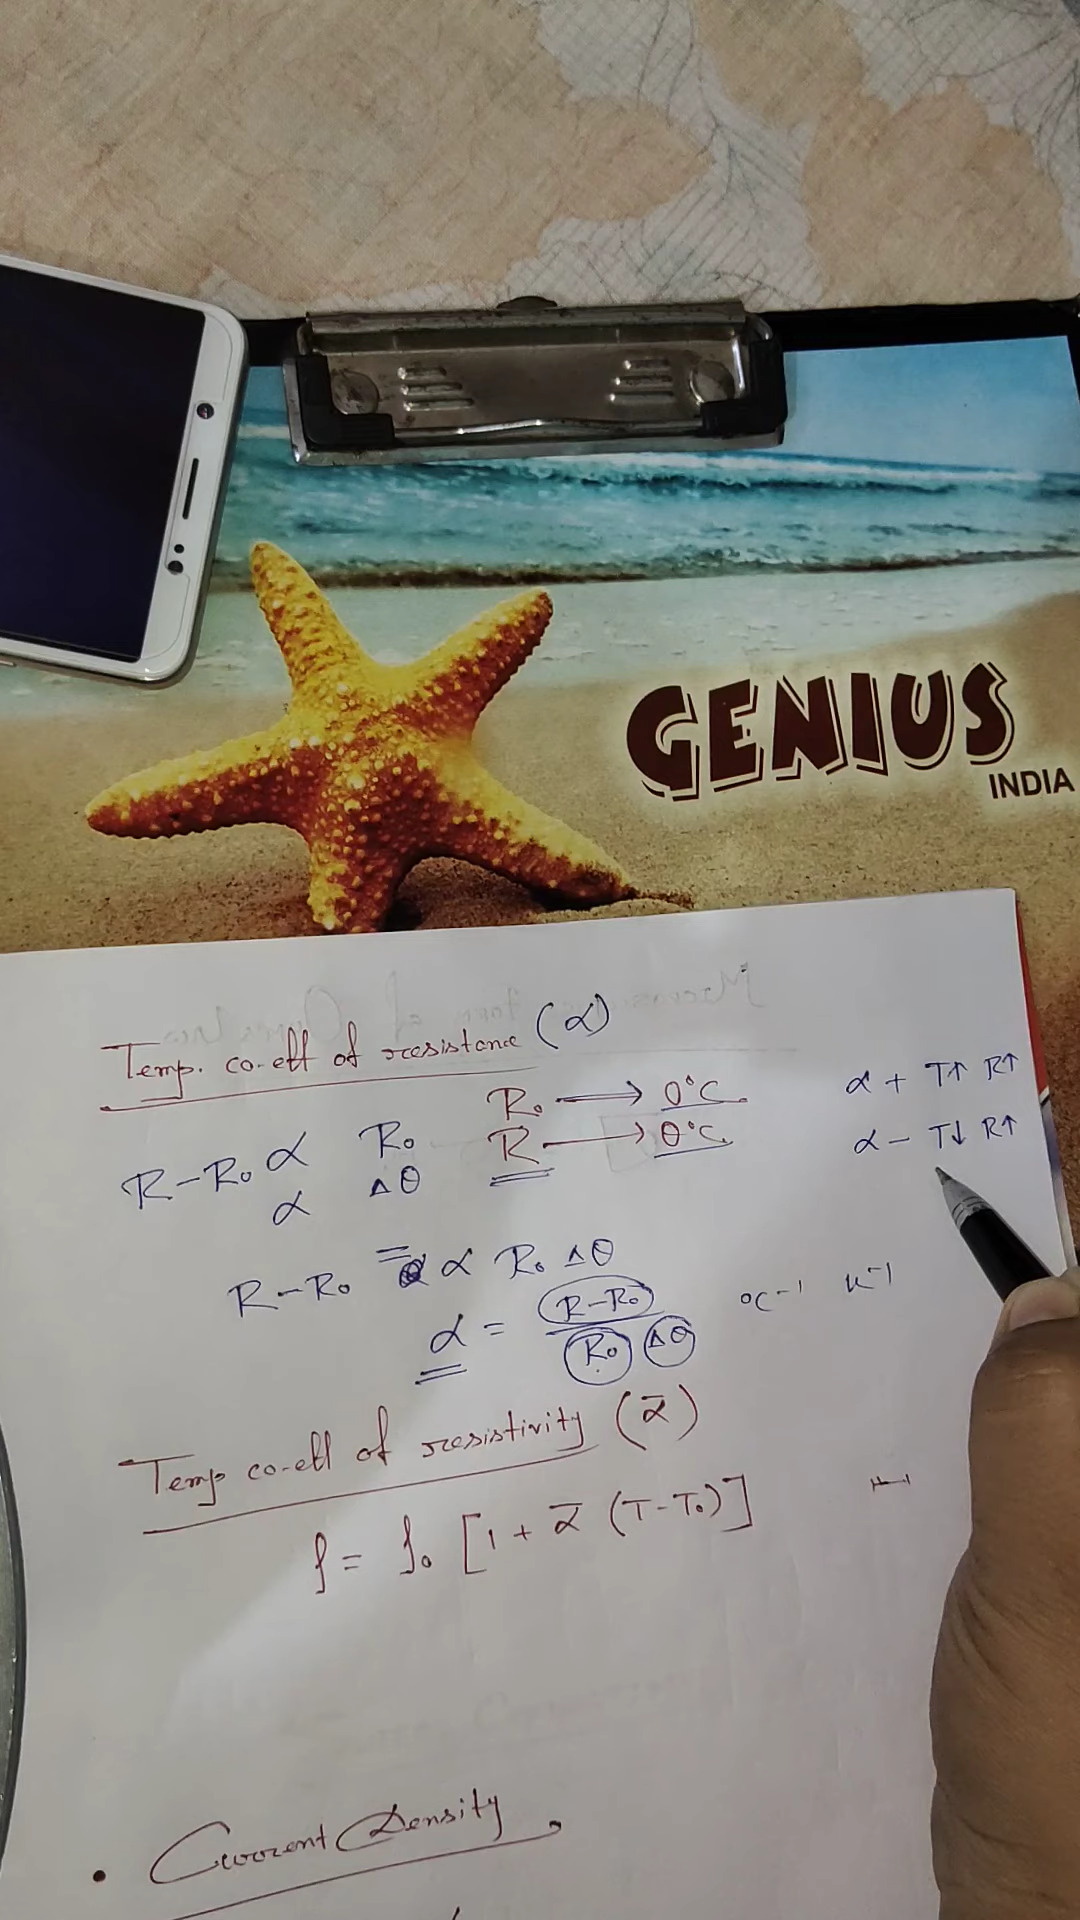 GENIUS
INDIA
Temp. co-eff of resistance (α)
R₀ ⟶ 0°C
R ⟶ θ°C
α + T↑ R↑
α − T↓ R↑
R−R₀ α R₀
α Δθ
R−R₀ = α R₀ Δθ
α = (R−R₀) / (R₀ Δθ) °C⁻¹ K⁻¹
Temp co-eff of resistivity (ᾱ)
ρ = ρ₀ [1 + ᾱ (T−T₀)]
• Current Density